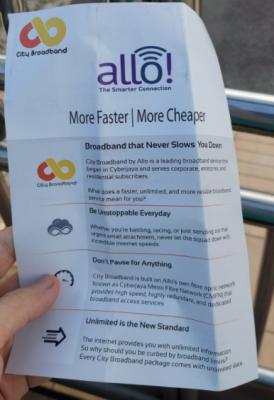 City Broadband
allo!
The Smarter Connection
More Faster | More Cheaper
Broadband that Never Slows You Down
City Broadband by Allo is a leading broadband service that
began in Cyberjaya and serves corporate, enterprise and
residential subscribers.
What does a faster, unlimited, and more reliable broadband
service mean for you?
City Broadband
Be Unstoppable Everyday
Whether you're batting, racing, or just sending out that
urgent email attachment, never let the squad down with
incredible internet speeds.
Don't Pause for Anything
City Broadband is built on Allo's own fibre optic network
known as Cyberjaya Metro Fibre Network (CMFN) that
provides high speed, highly redundant, and dedicated
broadband access services
Unlimited is the New Standard
The internet provides you with unlimited information.
So why should you be curbed by broadband limits?
Every City Broadband package comes with unlimited data.